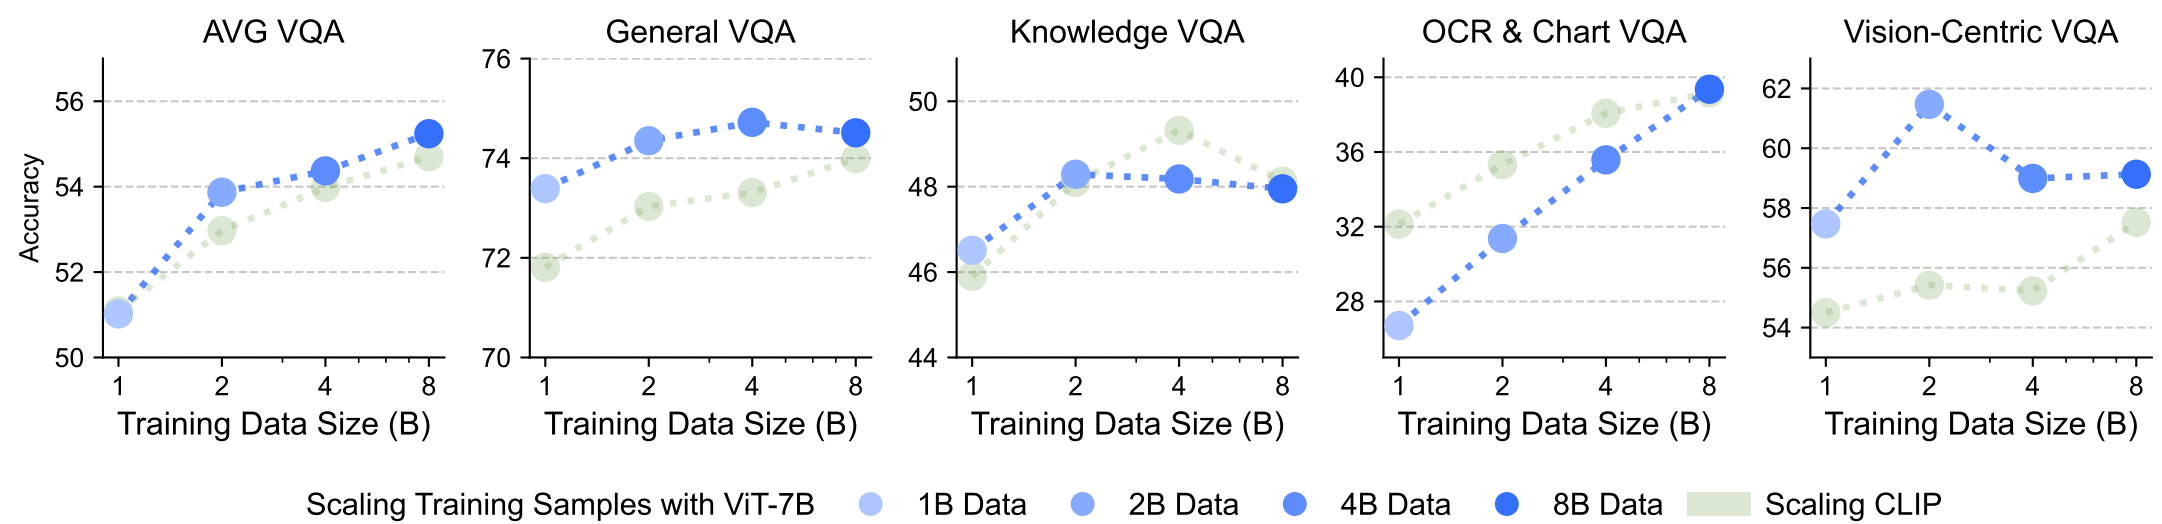 AVG VQA
General VQA
Knowledge VQA
OCR & Chart VQA
Vision-Centric VQA
Accuracy
56
54
52
50
1 2 4 8
Training Data Size (B)
76
74
72
70
1 2 4 8
Training Data Size (B)
50
48
46
44
1 2 4 8
Training Data Size (B)
40
36
32
28
1 2 4 8
Training Data Size (B)
62
60
58
56
54
1 2 4 8
Training Data Size (B)
Scaling Training Samples with ViT-7B 1B Data 2B Data 4B Data 8B Data Scaling CLIP